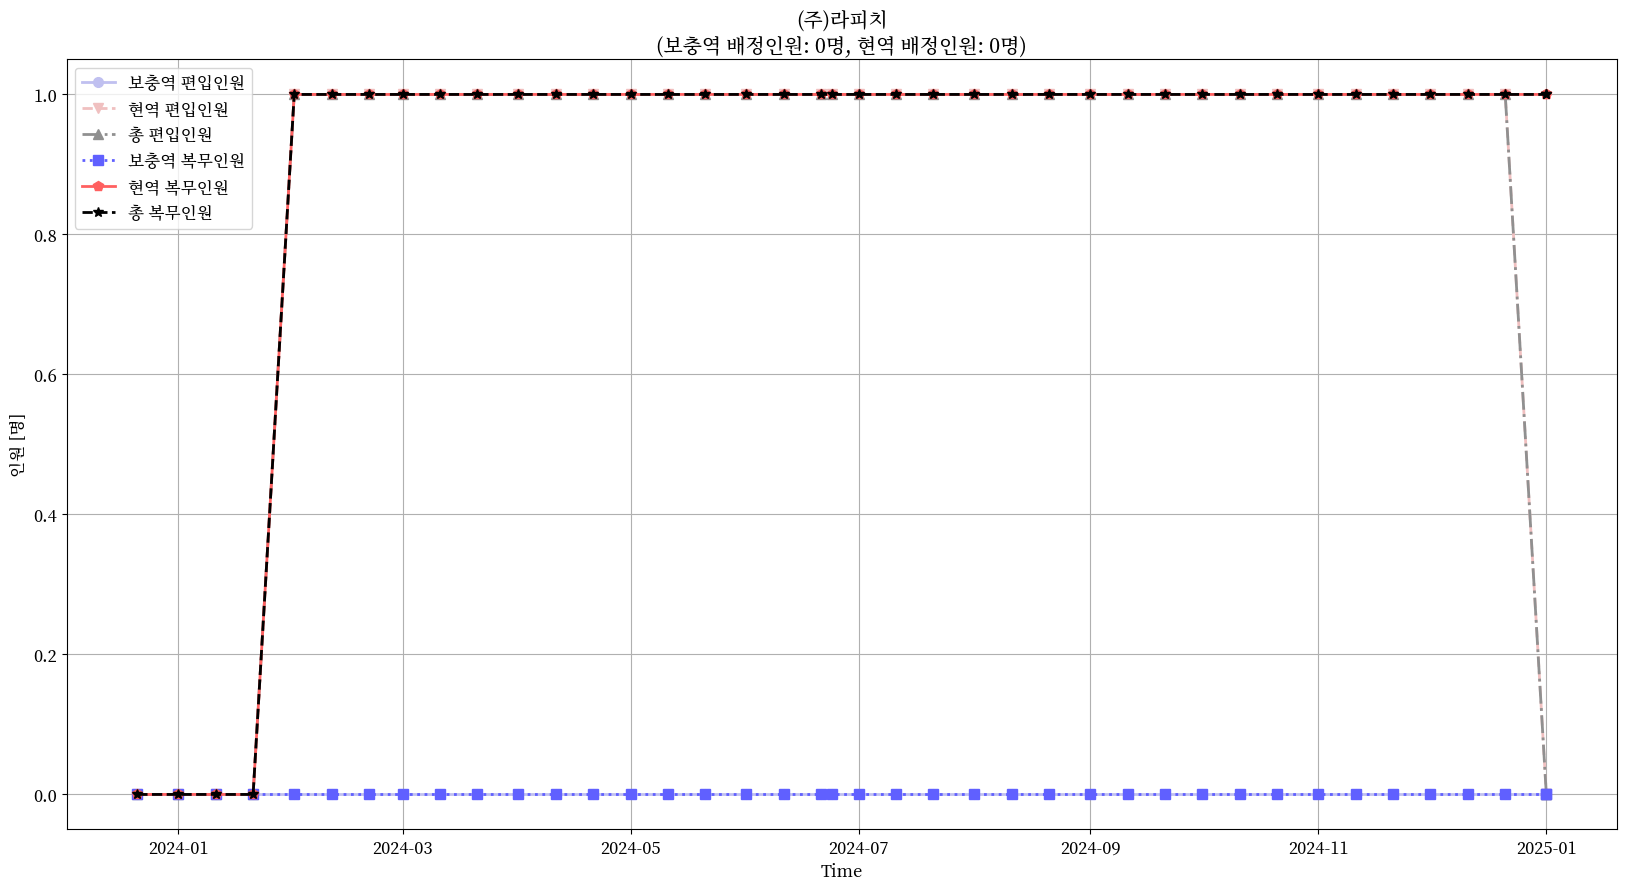 (주)라피치
(보충역 배정인원: 0명, 현역 배정인원: 0명)
보충역 편입인원
현역 편입인원
총 편입인원
보충역 복무인원
현역 복무인원
총 복무인원
인원 [명]
1.0
0.8
0.6
0.4
0.2
0.0
2024-01
2024-03
2024-05
2024-07
2024-09
2024-11
2025-01
Time